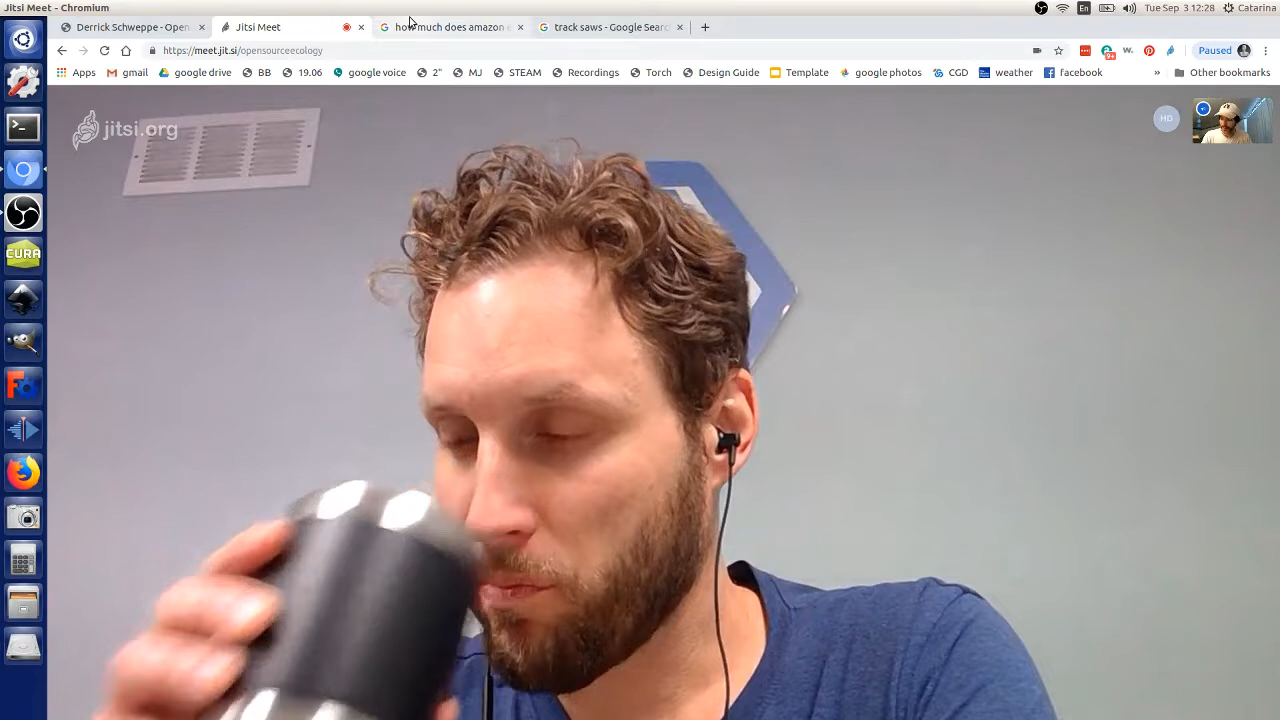 Jitsi Meet - Chromium
En
Tue Sep 3 12:28
Catarina
Derrick Schweppe - Open
Jitsi Meet
how much does amazon e
track saws - Google Searc
https://meet.jit.si/opensourceecology
9+
W.
Paused
Apps
gmail
google drive
BB
19.06
google voice
2"
MJ
STEAM
Recordings
Torch
Design Guide
Template
google photos
CGD
weather
facebook
»
Other bookmarks
jitsi.org
HD
CURA